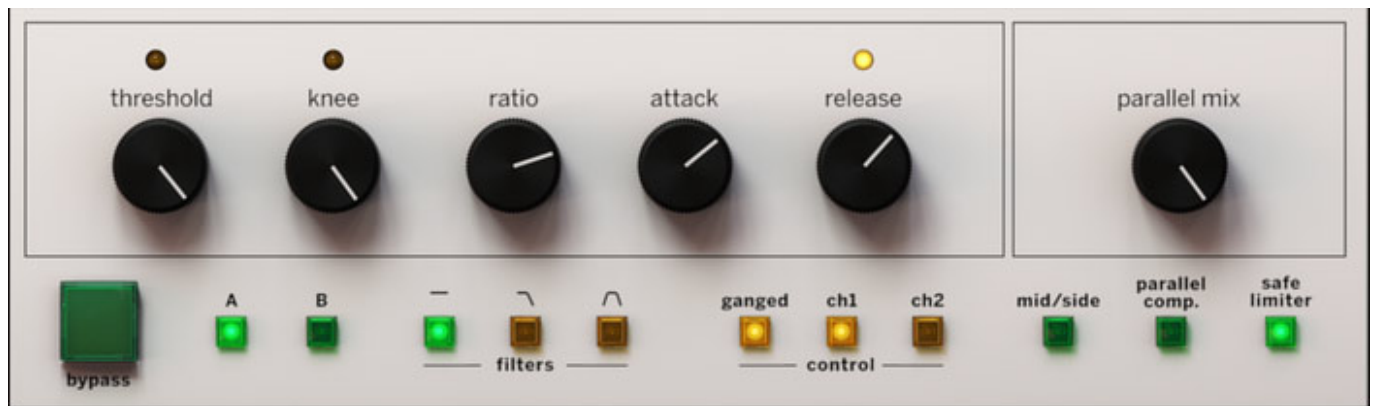 threshold
knee
ratio
attack
release
parallel mix
A
B
ganged
ch1
ch2
mid/side
parallel
comp.
safe
limiter
bypass
filters
control